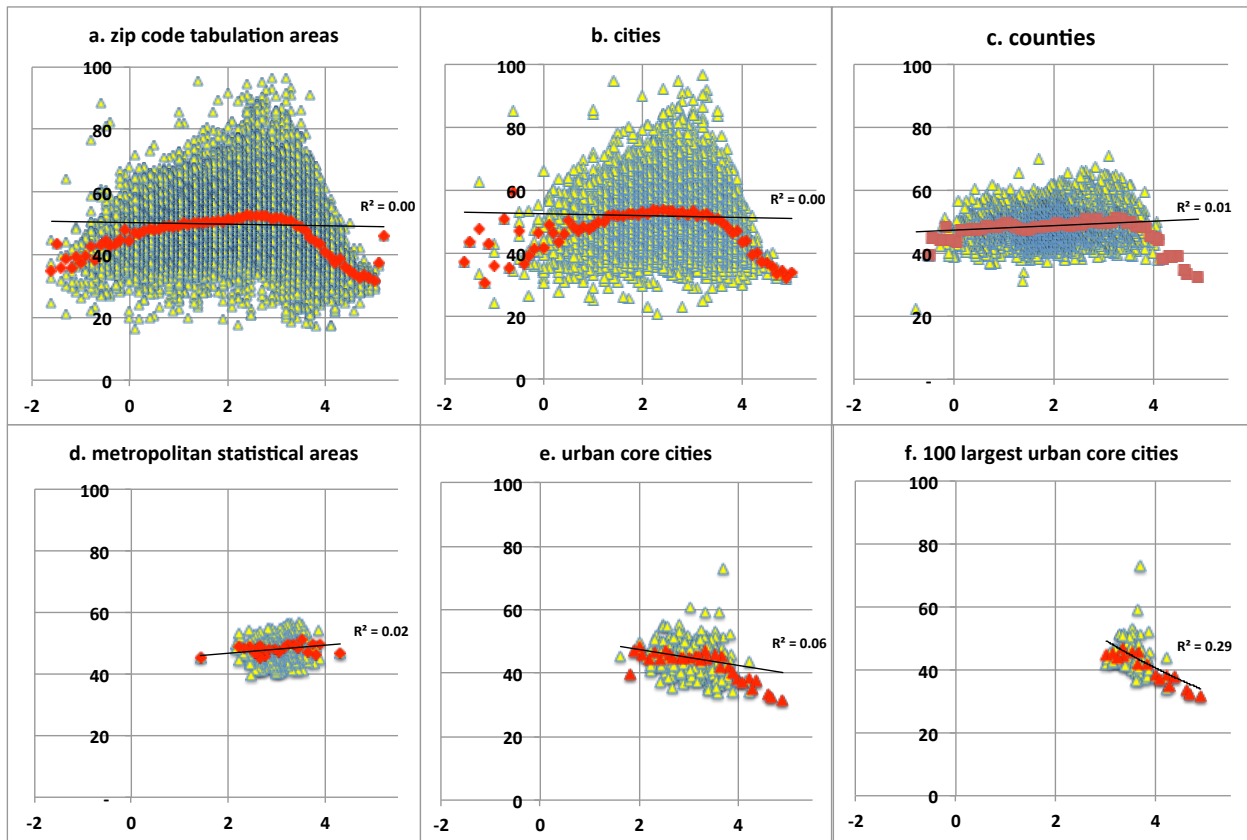 a. zip code tabulation areas
100
80
60
40
20
0
-2 0 2 4
R² = 0.00
b. cities
100
80
60
40
20
0
-2 0 2 4
R² = 0.00
c. counties
100
80
60
40
20
-
-2 0 2 4
R² = 0.01
d. metropolitan statistical areas
100
80
60
40
20
-
-2 0 2 4
R² = 0.02
e. urban core cities
100
80
60
40
20
0
-2 0 2 4
R² = 0.06
f. 100 largest urban core cities
100
80
60
40
20
0
-2 0 2 4
R² = 0.29